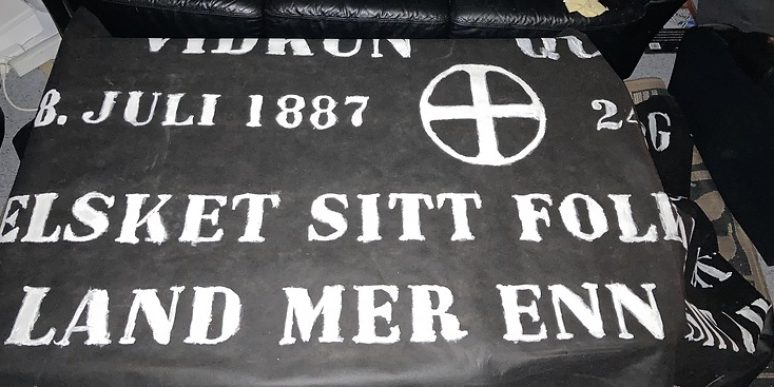 VIDKUN QU
8. JULI 1887 24
ELSKET SITT FOLK
LAND MER ENN